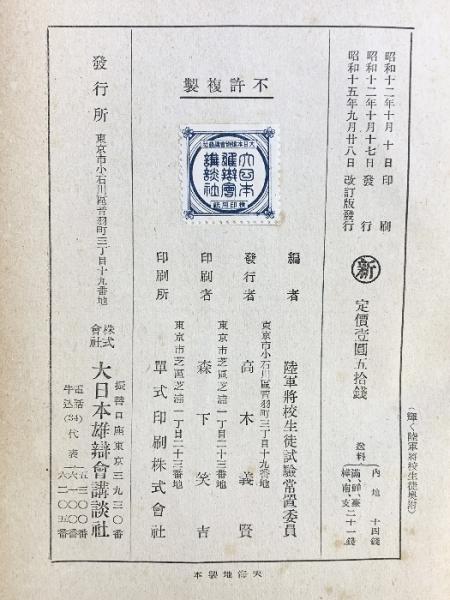 (輝く陸軍將校生徒奧附)
昭和十二年十月十日印刷
昭和十二年十月十七日發行
昭和十五年九月廿八日改訂版發行
新
定價壹圓五拾錢
送料
內地 十四錢
滿、鮮、臺
樺、南、支 二十一錢
不許複製
大日本
雄辯會
講談社
編者 陸軍將校生徒試驗常置委員
東京市小石川區音羽町三丁目十九番地
發行者 高木義賢
東京市芝區芝浦一丁目二十三番地
印刷者 森下笑吉
東京市芝區芝浦一丁目二十三番地
印刷所 單式印刷株式會社
發行所
東京市小石川區音羽町三丁目十九番地
株式會社 大日本雄辯會講談社
振替口座東京三九三〇番
電話
牛込(34)代表
天海地製本